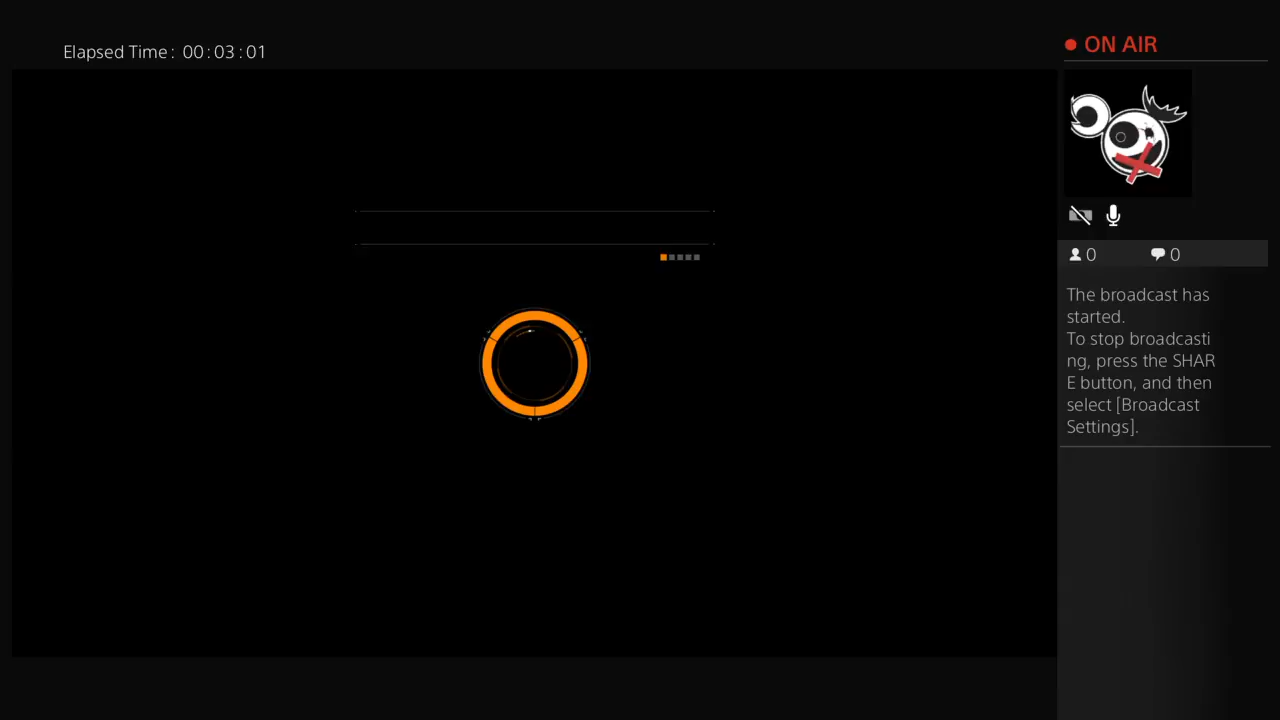 Elapsed Time: 00:03:01
ON AIR
0 0
The broadcast has
started.
To stop broadcasti
ng, press the SHAR
E button, and then
select [Broadcast
Settings].